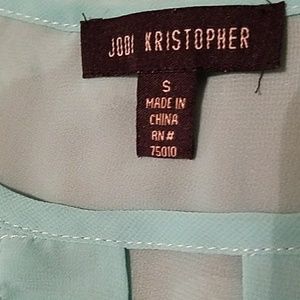 JODI KRISTOPHER
S
MADE IN
CHINA
RN#
75010